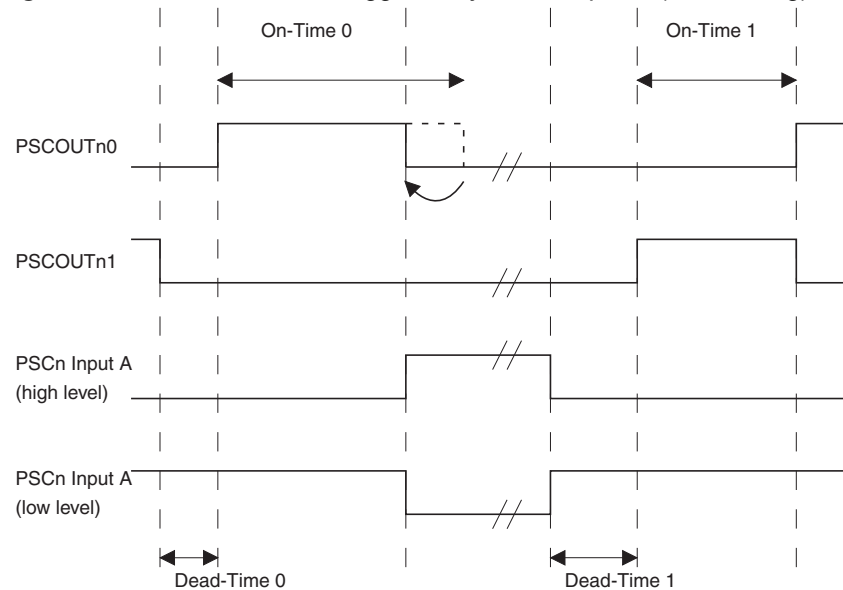 On-Time 0
On-Time 1
PSCOUTn0
PSCOUTn1
PSCn Input A
(high level)
PSCn Input A
(low level)
Dead-Time 0
Dead-Time 1